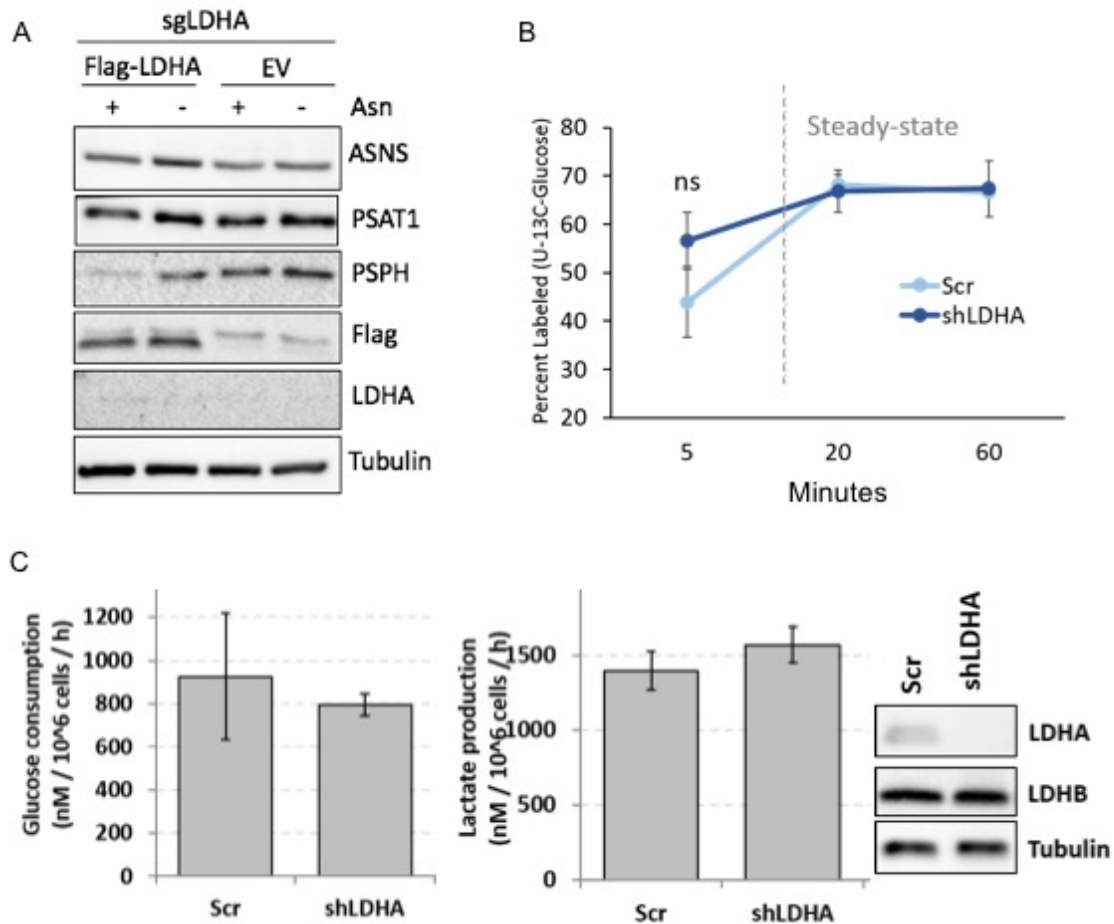 A
sgLDHA
Flag-LDHA EV
+ - + - Asn
ASNS
PSAT1
PSPH
Flag
LDHA
Tubulin
B
Percent Labeled (U-13C-Glucose)
80
70
60
50
40
30
20
ns
Steady-state
Scr
shLDHA
5 20 60
Minutes
C
Glucose consumption
(nM / 10^6 cells / h)
1200
1000
800
600
400
200
0
Scr shLDHA
Lactate production
(nM / 10^6 cells / h)
1500
1000
500
0
Scr shLDHA
Scr shLDHA
LDHA
LDHB
Tubulin